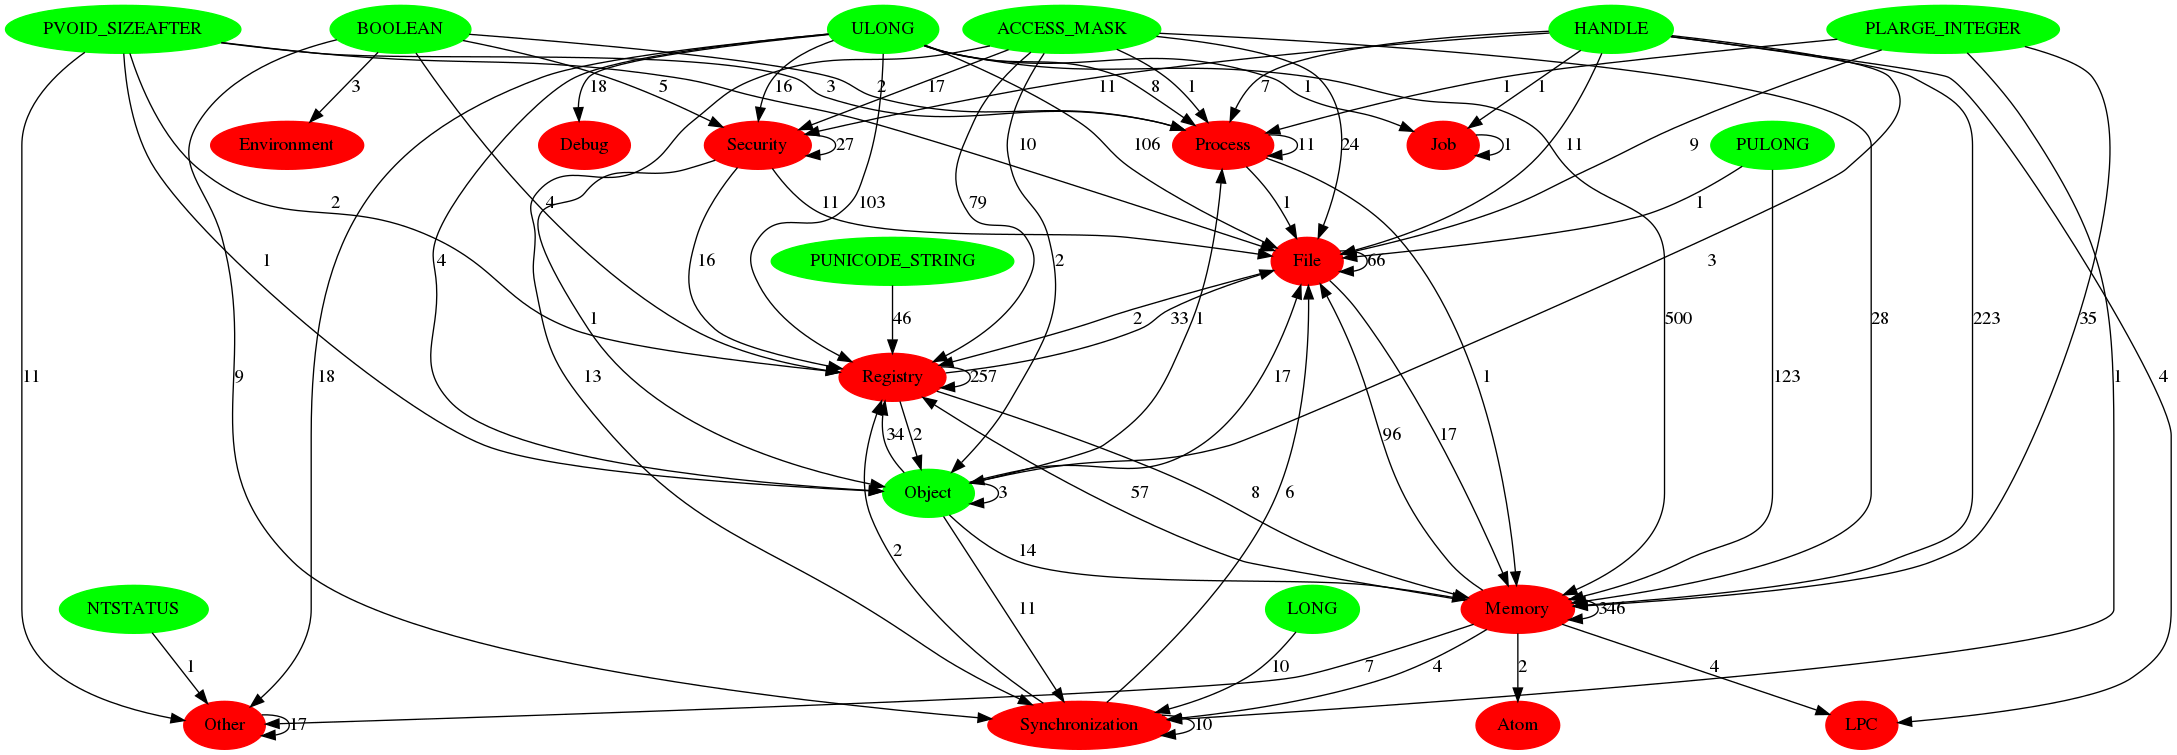 PVOID_SIZEAFTER BOOLEAN ULONG ACCESS_MASK HANDLE PLARGE_INTEGER
3 5 18 16 3 2 17 11 8 1 7 1 1 1
Environment Debug Security 27 Process 11 Job 1 PULONG
10 106 24 11 9
2 4 11 103 79 1 1
1 16 PUNICODE_STRING 2 File 66 3
46 1 2 33 1 500 28 223 35
11 9 18 13 Registry 257 17 1 123 1 4
34 2 96 17
Object 3 57 8 6
2 14
NTSTATUS 11 LONG Memory 346
1 10 7 4 2 4
Other 17 Synchronization 10 Atom LPC
4